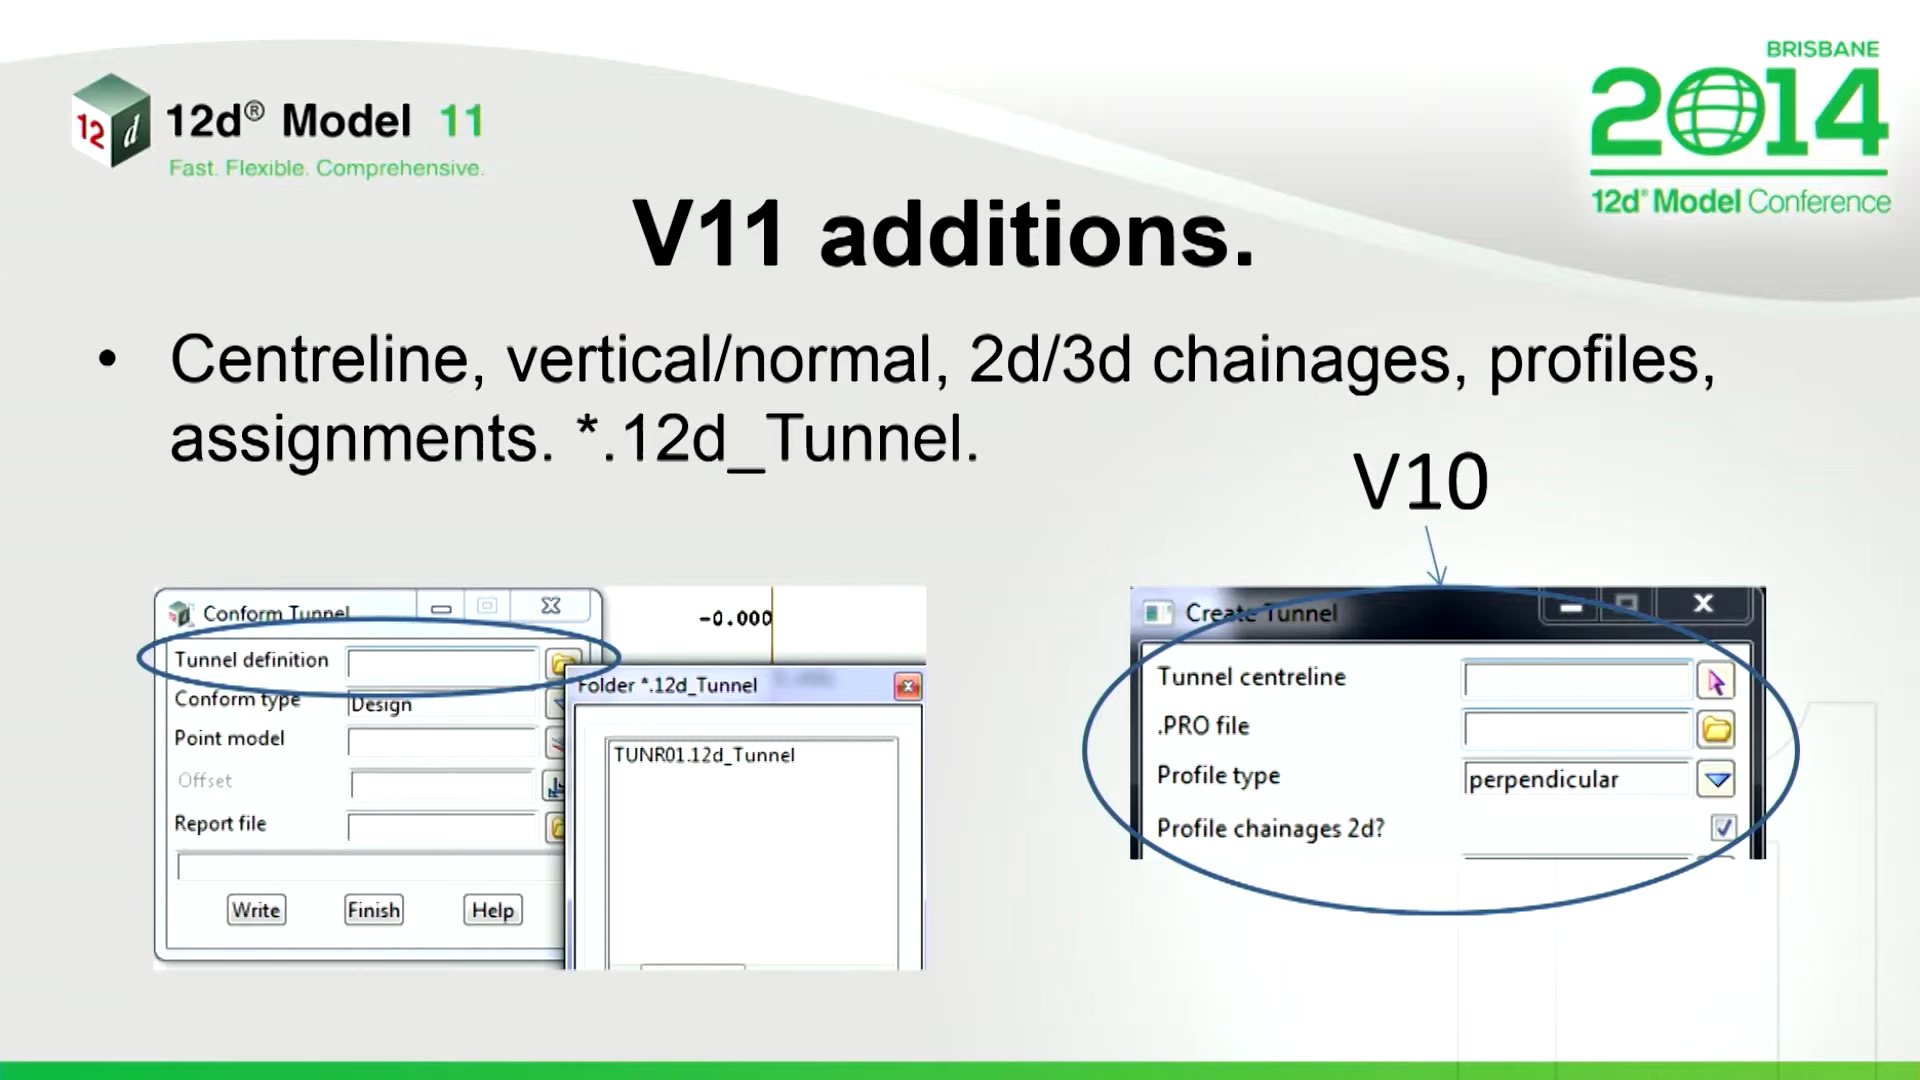 BRISBANE
2014
12d® Model Conference
12d
12d® Model 11
Fast. Flexible. Comprehensive.
V11 additions.
• Centreline, vertical/normal, 2d/3d chainages, profiles,
assignments. *.12d_Tunnel.
V10
Conform Tunnel
Tunnel definition
Conform type Design
Point model
Offset
Report file
Write Finish Help
-0.000
Folder *.12d_Tunnel
TUNR01.12d_Tunnel
Create Tunnel
Tunnel centreline
.PRO file
Profile type perpendicular
Profile chainages 2d?